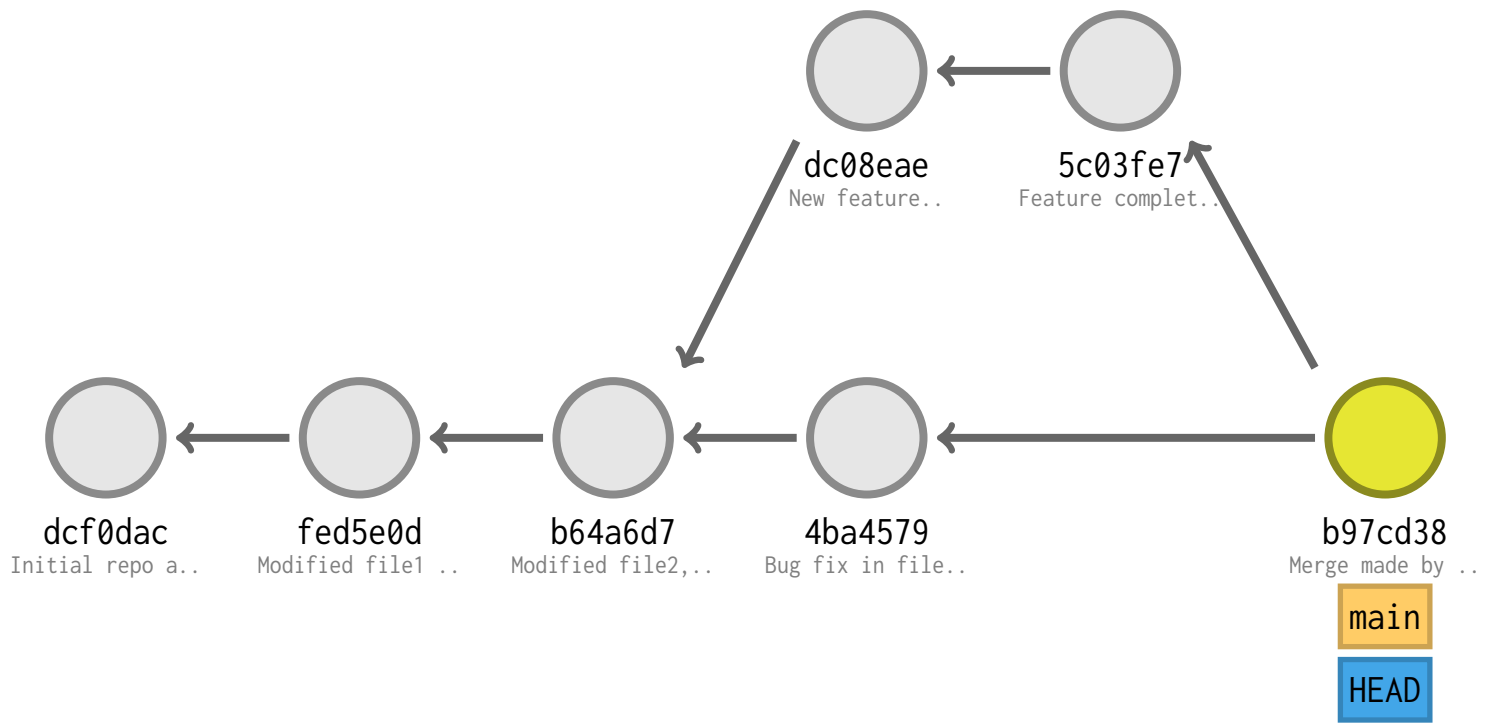 dc08eae
New feature..
5c03fe7
Feature complet..
dcf0dac
Initial repo a..
fed5e0d
Modified file1 ..
b64a6d7
Modified file2,..
4ba4579
Bug fix in file..
b97cd38
Merge made by ..
main
HEAD